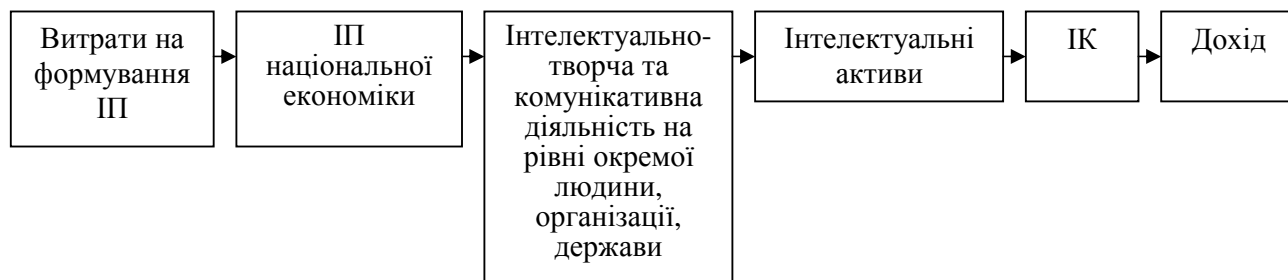 Витрати на
формування
ІП
ІП
національної
економіки
Інтелектуально-
творча та
комунікативна
діяльність на
рівні окремої
людини,
організації,
держави
Інтелектуальні
активи
ІК
Дохід